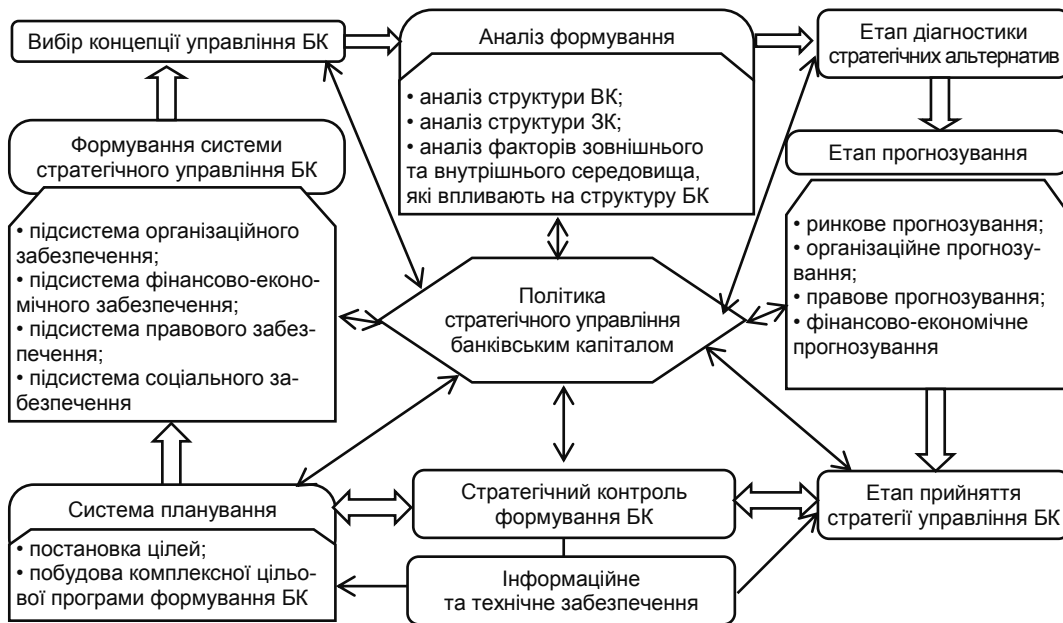 Вибір концепції управління БК
Аналіз формування
• аналіз структури ВК;
• аналіз структури ЗК;
• аналіз факторів зовнішнього
та внутрішнього середовища,
які впливають на структуру БК
Етап діагностики
стратегічних альтернатив
Формування системи
стратегічного управління БК
• підсистема організаційного
забезпечення;
• підсистема фінансово-еконо-
мічного забезпечення;
• підсистема правового забез-
печення;
• підсистема соціального за-
безпечення
Політика
стратегічного управління
банківським капіталом
Етап прогнозування
• ринкове прогнозування;
• організаційне прогнозу-
вання;
• правове прогнозування;
• фінансово-економічне
прогнозування
Система планування
• постановка цілей;
• побудова комплексної цільо-
вої програми формування БК
Стратегічний контроль
формування БК
Інформаційне
та технічне забезпечення
Етап прийняття
стратегії управління БК